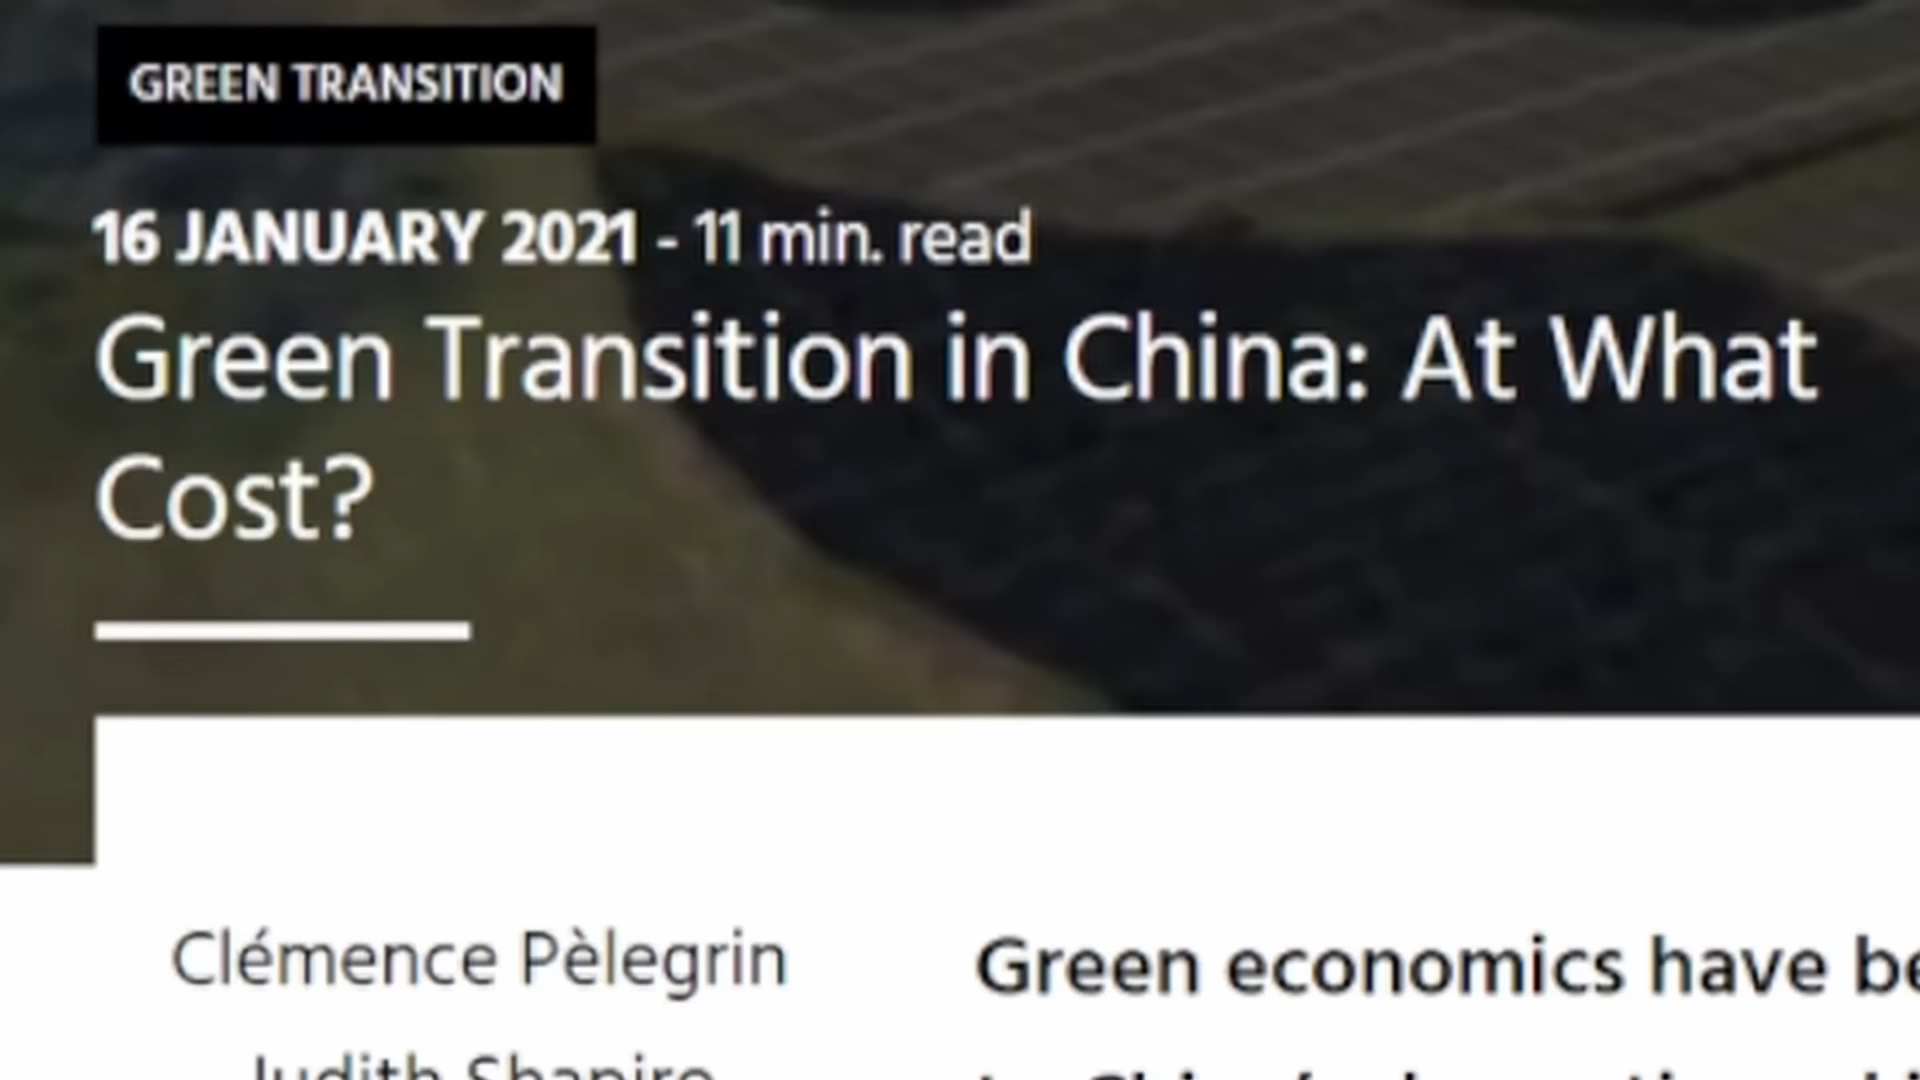 GREEN TRANSITION
16 JANUARY 2021 - 11 min. read
Green Transition in China: At What
Cost?
Clémence Pèlegrin
Green economics have
Judith Shapiro